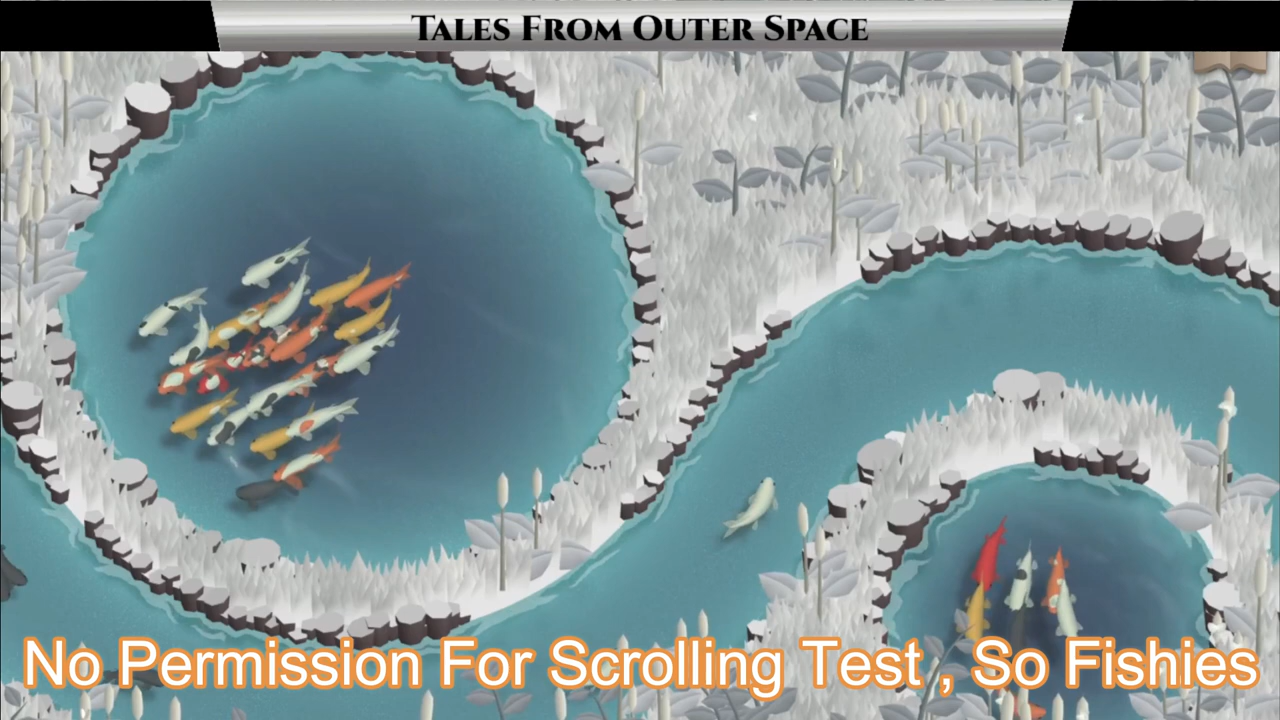 Tales From Outer Space
No Permission For Scrolling Test , So Fishies